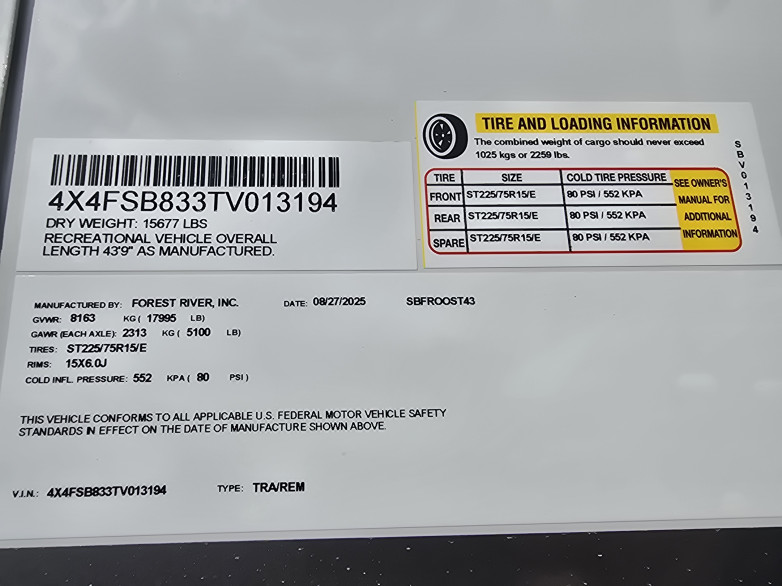 TIRE AND LOADING INFORMATION
The combined weight of cargo should never exceed
1025 kgs or 2259 lbs.
TIRE SIZE COLD TIRE PRESSURE SEE OWNER'S MANUAL FOR ADDITIONAL INFORMATION
FRONT ST225/75R15/E 80 PSI / 552 KPA
REAR ST225/75R15/E 80 PSI / 552 KPA
SPARE ST225/75R15/E 80 PSI / 552 KPA
SBV013194
4X4FSB833TV013194
DRY WEIGHT: 15677 LBS
RECREATIONAL VEHICLE OVERALL
LENGTH 43'9" AS MANUFACTURED.
MANUFACTURED BY: FOREST RIVER, INC. DATE: 08/27/2025 SBFROOST43
GVWR: 8163 KG ( 17995 LB)
GAWR (EACH AXLE): 2313 KG ( 5100 LB)
TIRES: ST225/75R15/E
RIMS: 15X6.0J
COLD INFL. PRESSURE: 552 KPA ( 80 PSI )
THIS VEHICLE CONFORMS TO ALL APPLICABLE U.S. FEDERAL MOTOR VEHICLE SAFETY
STANDARDS IN EFFECT ON THE DATE OF MANUFACTURE SHOWN ABOVE.
V.I.N.: 4X4FSB833TV013194 TYPE: TRA/REM